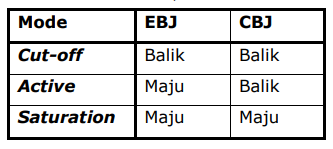 Mode EBJ CBJ
Cut-off Balik Balik
Active Maju Balik
Saturation Maju Maju